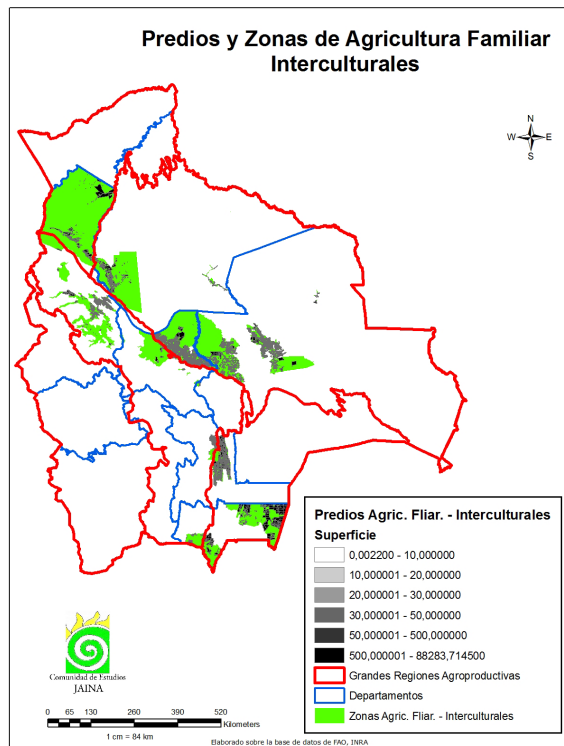 Predios y Zonas de Agricultura Familiar
Interculturales
N
W E
S
Predios Agric. Fliar. - Interculturales
Superficie
0,002200 - 10,000000
10,000001 - 20,000000
20,000001 - 30,000000
30,000001 - 50,000000
50,000001 - 500,000000
500,000001 - 88283,714500
Grandes Regiones Agroproductivas
Departamentos
Zonas Agric. Fliar. - Interculturales
Comunidad de Estudios
JAINA
0 65 130 260 390 520
Kilometers
1 cm = 84 km
Elaborado sobre la base de datos de FAO, INRA